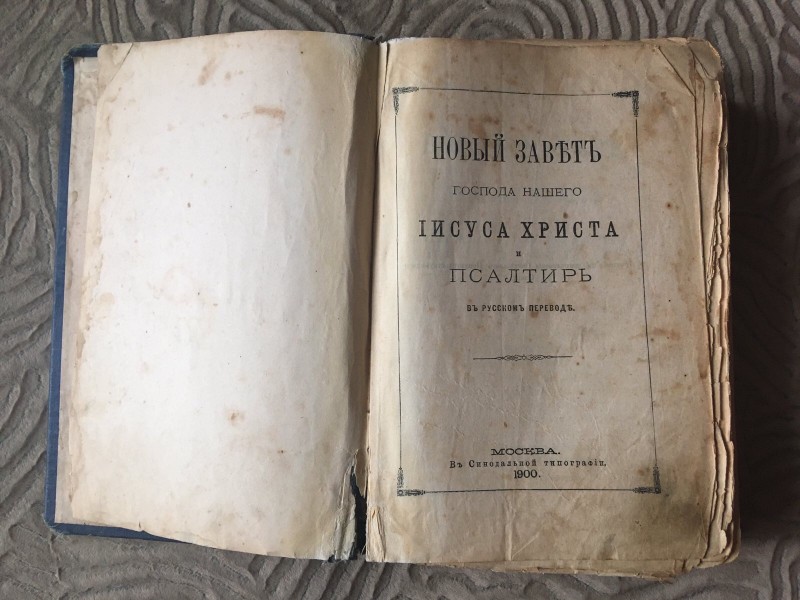 НОВЫЙ ЗАВѢТЪ
ГОСПОДА НАШЕГО
ІИСУСА ХРИСТА
и
ПСАЛТИРЬ
ВЪ РУССКОМЪ ПЕРЕВОДѢ.
МОСКВА.
Въ Синодальной типографіи.
1900.